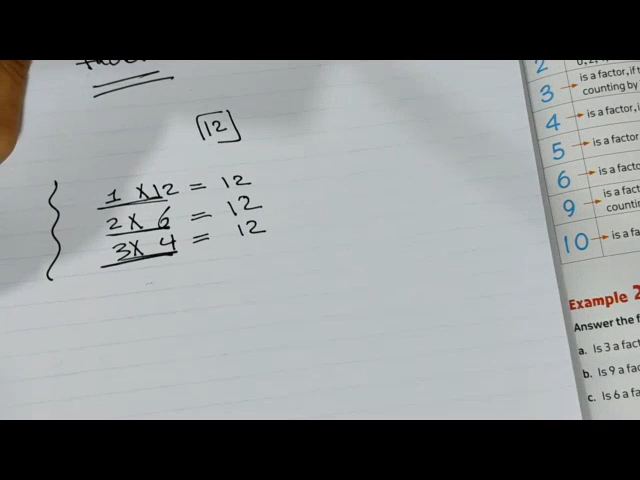 12
1 X 12 = 12
2 X 6 = 12
3 X 4 = 12
2
3 → is a factor, if t
counting by
4 → is a factor, i
5 → is a factor
6 → is a facto
9 → is a factor
countin
10 → is a fa
Example 2
Answer the f
a. Is 3 a fact
b. Is 9 a fac
c. Is 6 a fa